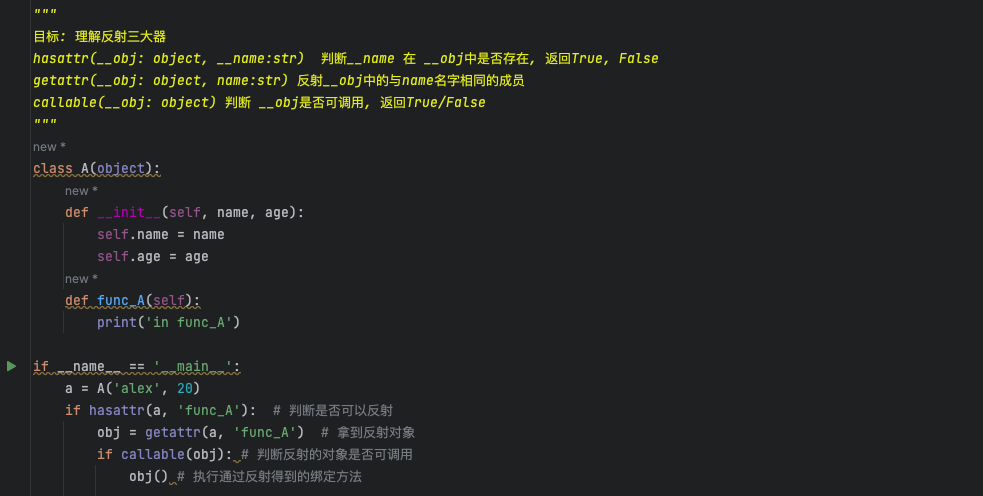 """
目标: 理解反射三大器
hasattr(__obj: object, __name:str)  判断__name 在 __obj中是否存在, 返回True, False
getattr(__obj: object, name:str) 反射__obj中的与name名字相同的成员
callable(__obj: object) 判断 __obj是否可调用, 返回True/False
"""
new *
class A(object):
    new *
    def __init__(self, name, age):
        self.name = name
        self.age = age
    new *
    def func_A(self):
        print('in func_A')
if __name__ == '__main__':
    a = A('alex', 20)
    if hasattr(a, 'func_A'):  # 判断是否可以反射
        obj = getattr(a, 'func_A')  # 拿到反射对象
        if callable(obj): # 判断反射的对象是否可调用
            obj() # 执行通过反射得到的绑定方法